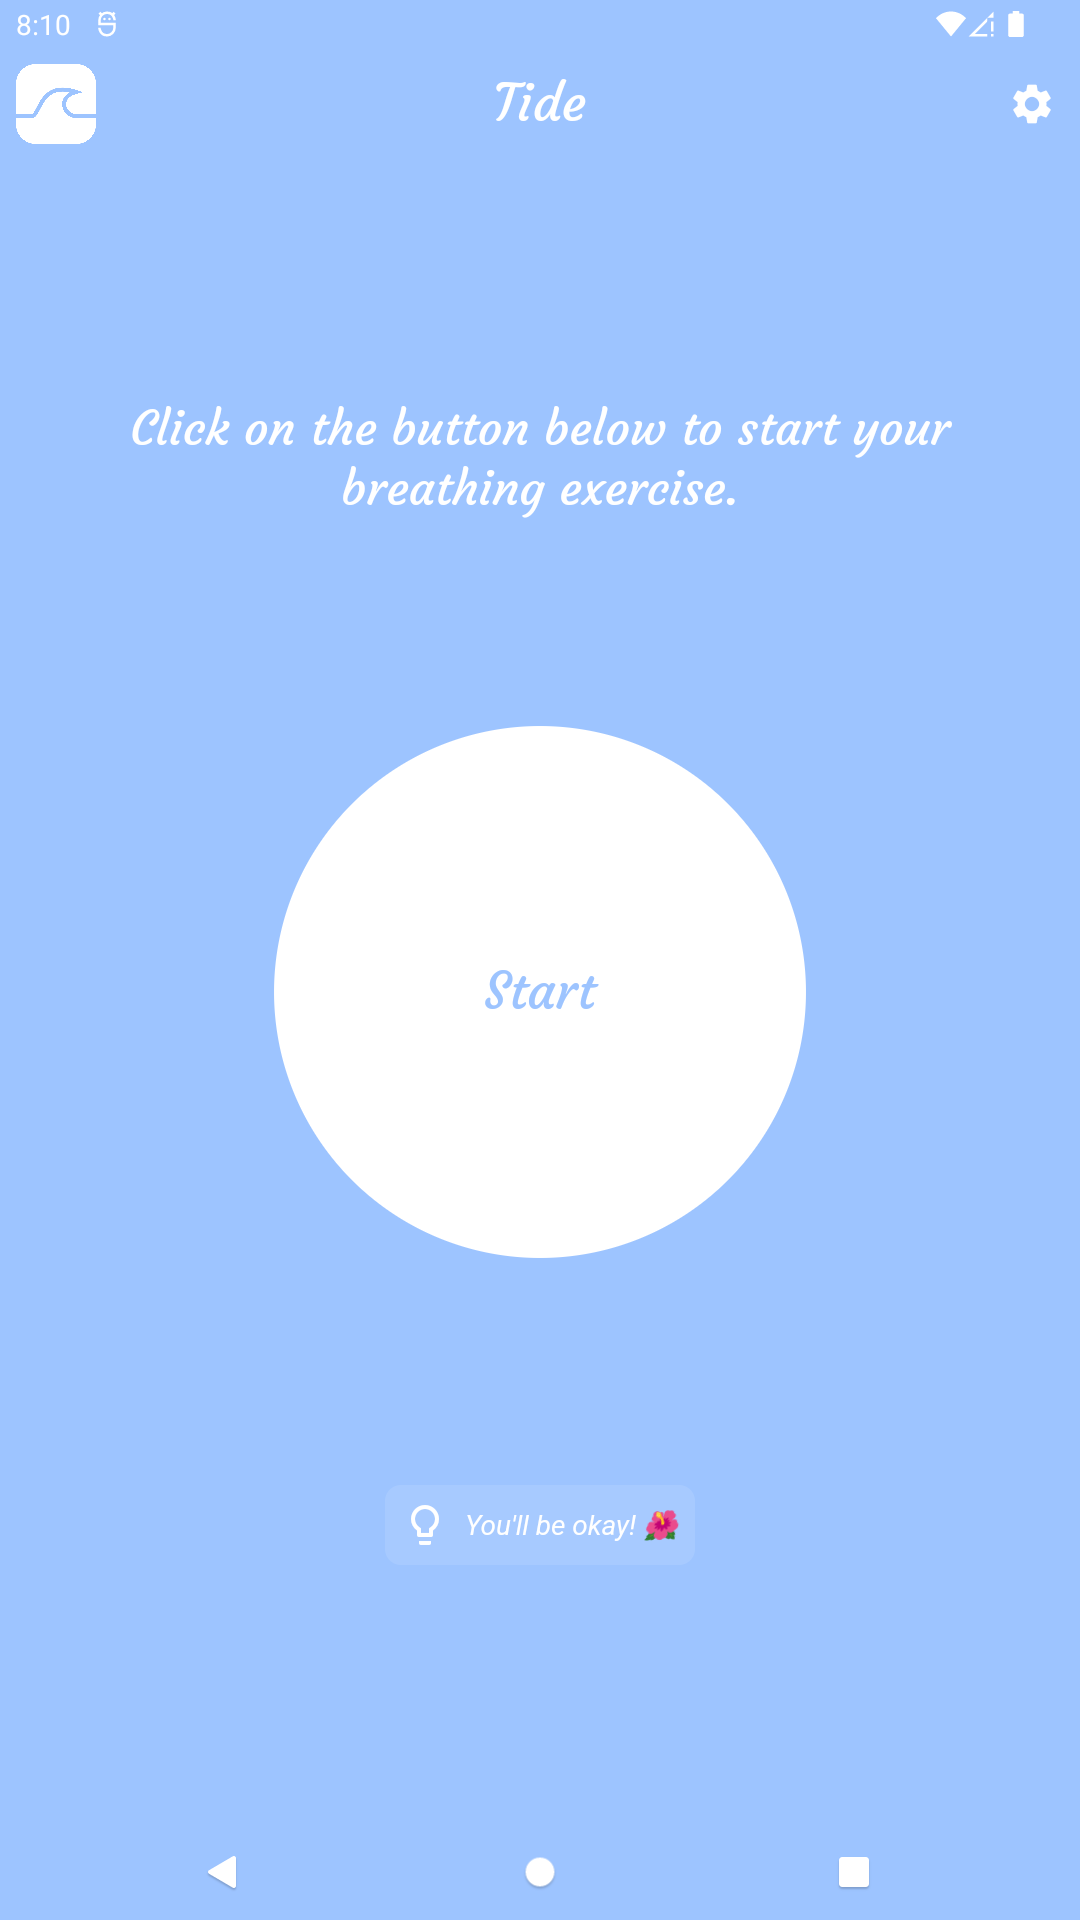 8:10
Tide
Click on the button below to start your
breathing exercise.
Start
You'll be okay! 🌺